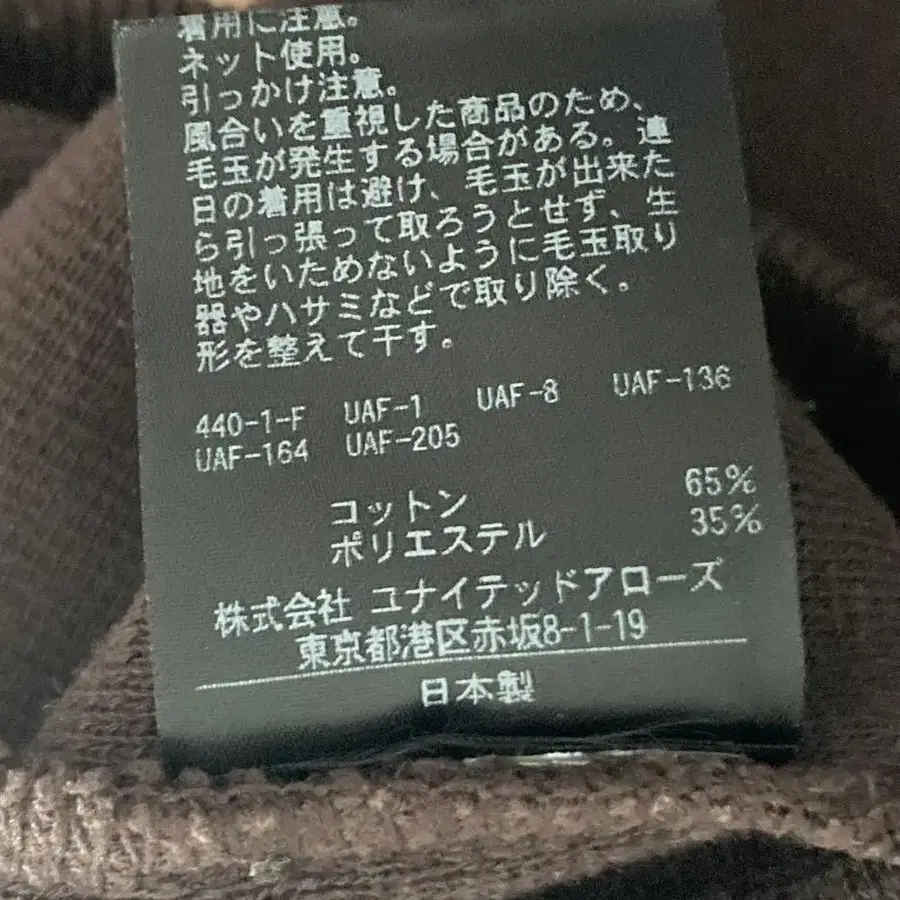 着用に注意。
ネット使用。
引っかけ注意。
風合いを重視した商品のため、
毛玉が発生する場合がある。連
日の着用は避け、毛玉が出来た
ら引っ張って取ろうとせず、生
地をいためないように毛玉取り
器やハサミなどで取り除く。
形を整えて干す。
440-1-F UAF-1 UAF-8 UAF-136
UAF-164 UAF-205
コットン 65%
ポリエステル 35%
株式会社 ユナイテッドアローズ
東京都港区赤坂8-1-19
日本製